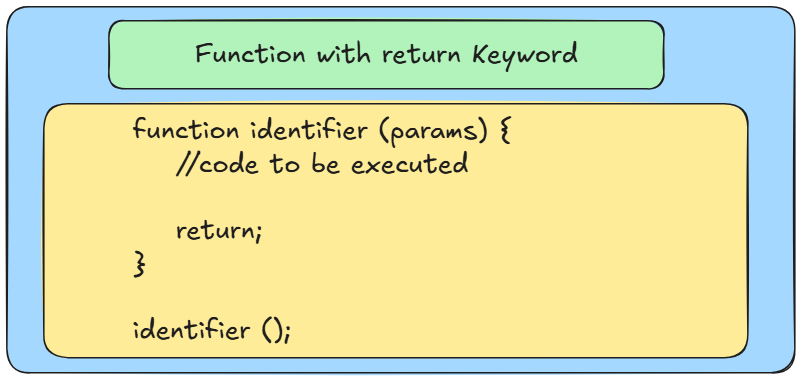 Function with return Keyword
function identifier (params) {
//code to be executed
return;
}
identifier ();